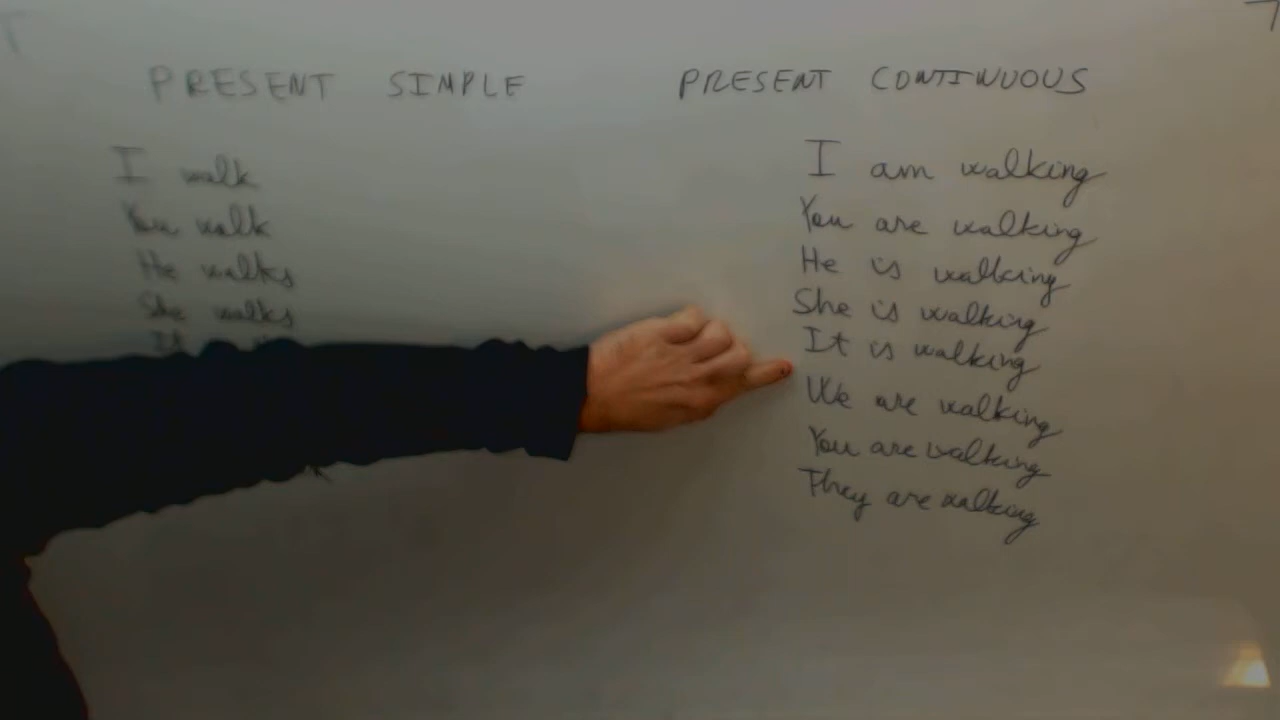 PRESENT SIMPLE
I walk
You walk
He walks
She walks
It
PRESENT CONTINUOUS
I am walking
You are walking
He is walking
She is walking
It is walking
We are walking
You are walking
They are walking